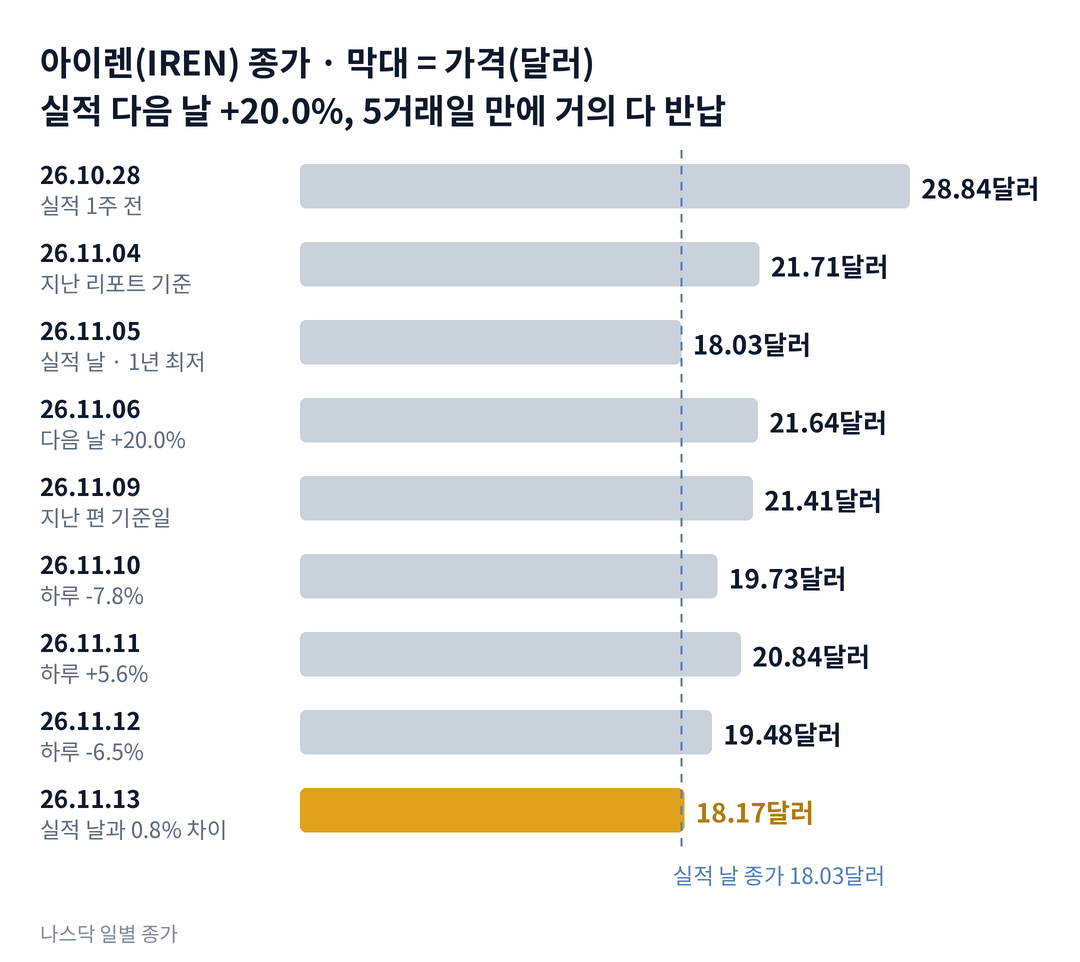 아이렌(IREN) 종가 · 막대 = 가격(달러)
실적 다음 날 +20.0%, 5거래일 만에 거의 다 반납
26.10.28
실적 1주 전
28.84달러
26.11.04
지난 리포트 기준
21.71달러
26.11.05
실적 날 · 1년 최저
18.03달러
26.11.06
다음 날 +20.0%
21.64달러
26.11.09
지난 편 기준일
21.41달러
26.11.10
하루 -7.8%
19.73달러
26.11.11
하루 +5.6%
20.84달러
26.11.12
하루 -6.5%
19.48달러
26.11.13
실적 날과 0.8% 차이
18.17달러
실적 날 종가 18.03달러
나스닥 일별 종가